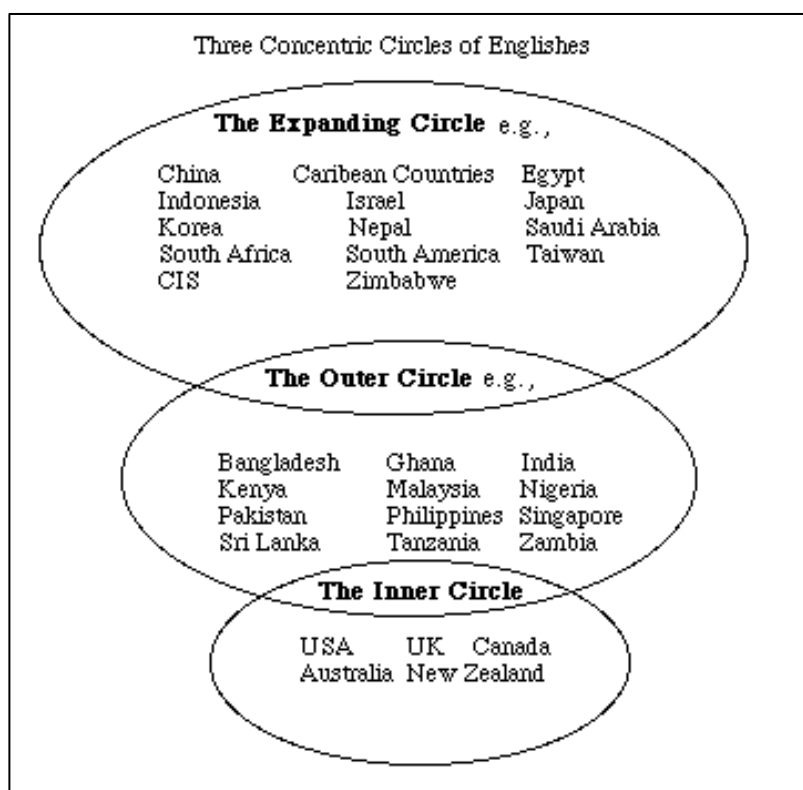 Three Concentric Circles of Englishes
The Expanding Circle e.g.,
China Caribean Countries Egypt
Indonesia Israel Japan
Korea Nepal Saudi Arabia
South Africa South America Taiwan
CIS Zimbabwe
The Outer Circle e.g.,
Bangladesh Ghana India
Kenya Malaysia Nigeria
Pakistan Philippines Singapore
Sri Lanka Tanzania Zambia
The Inner Circle
USA UK Canada
Australia New Zealand